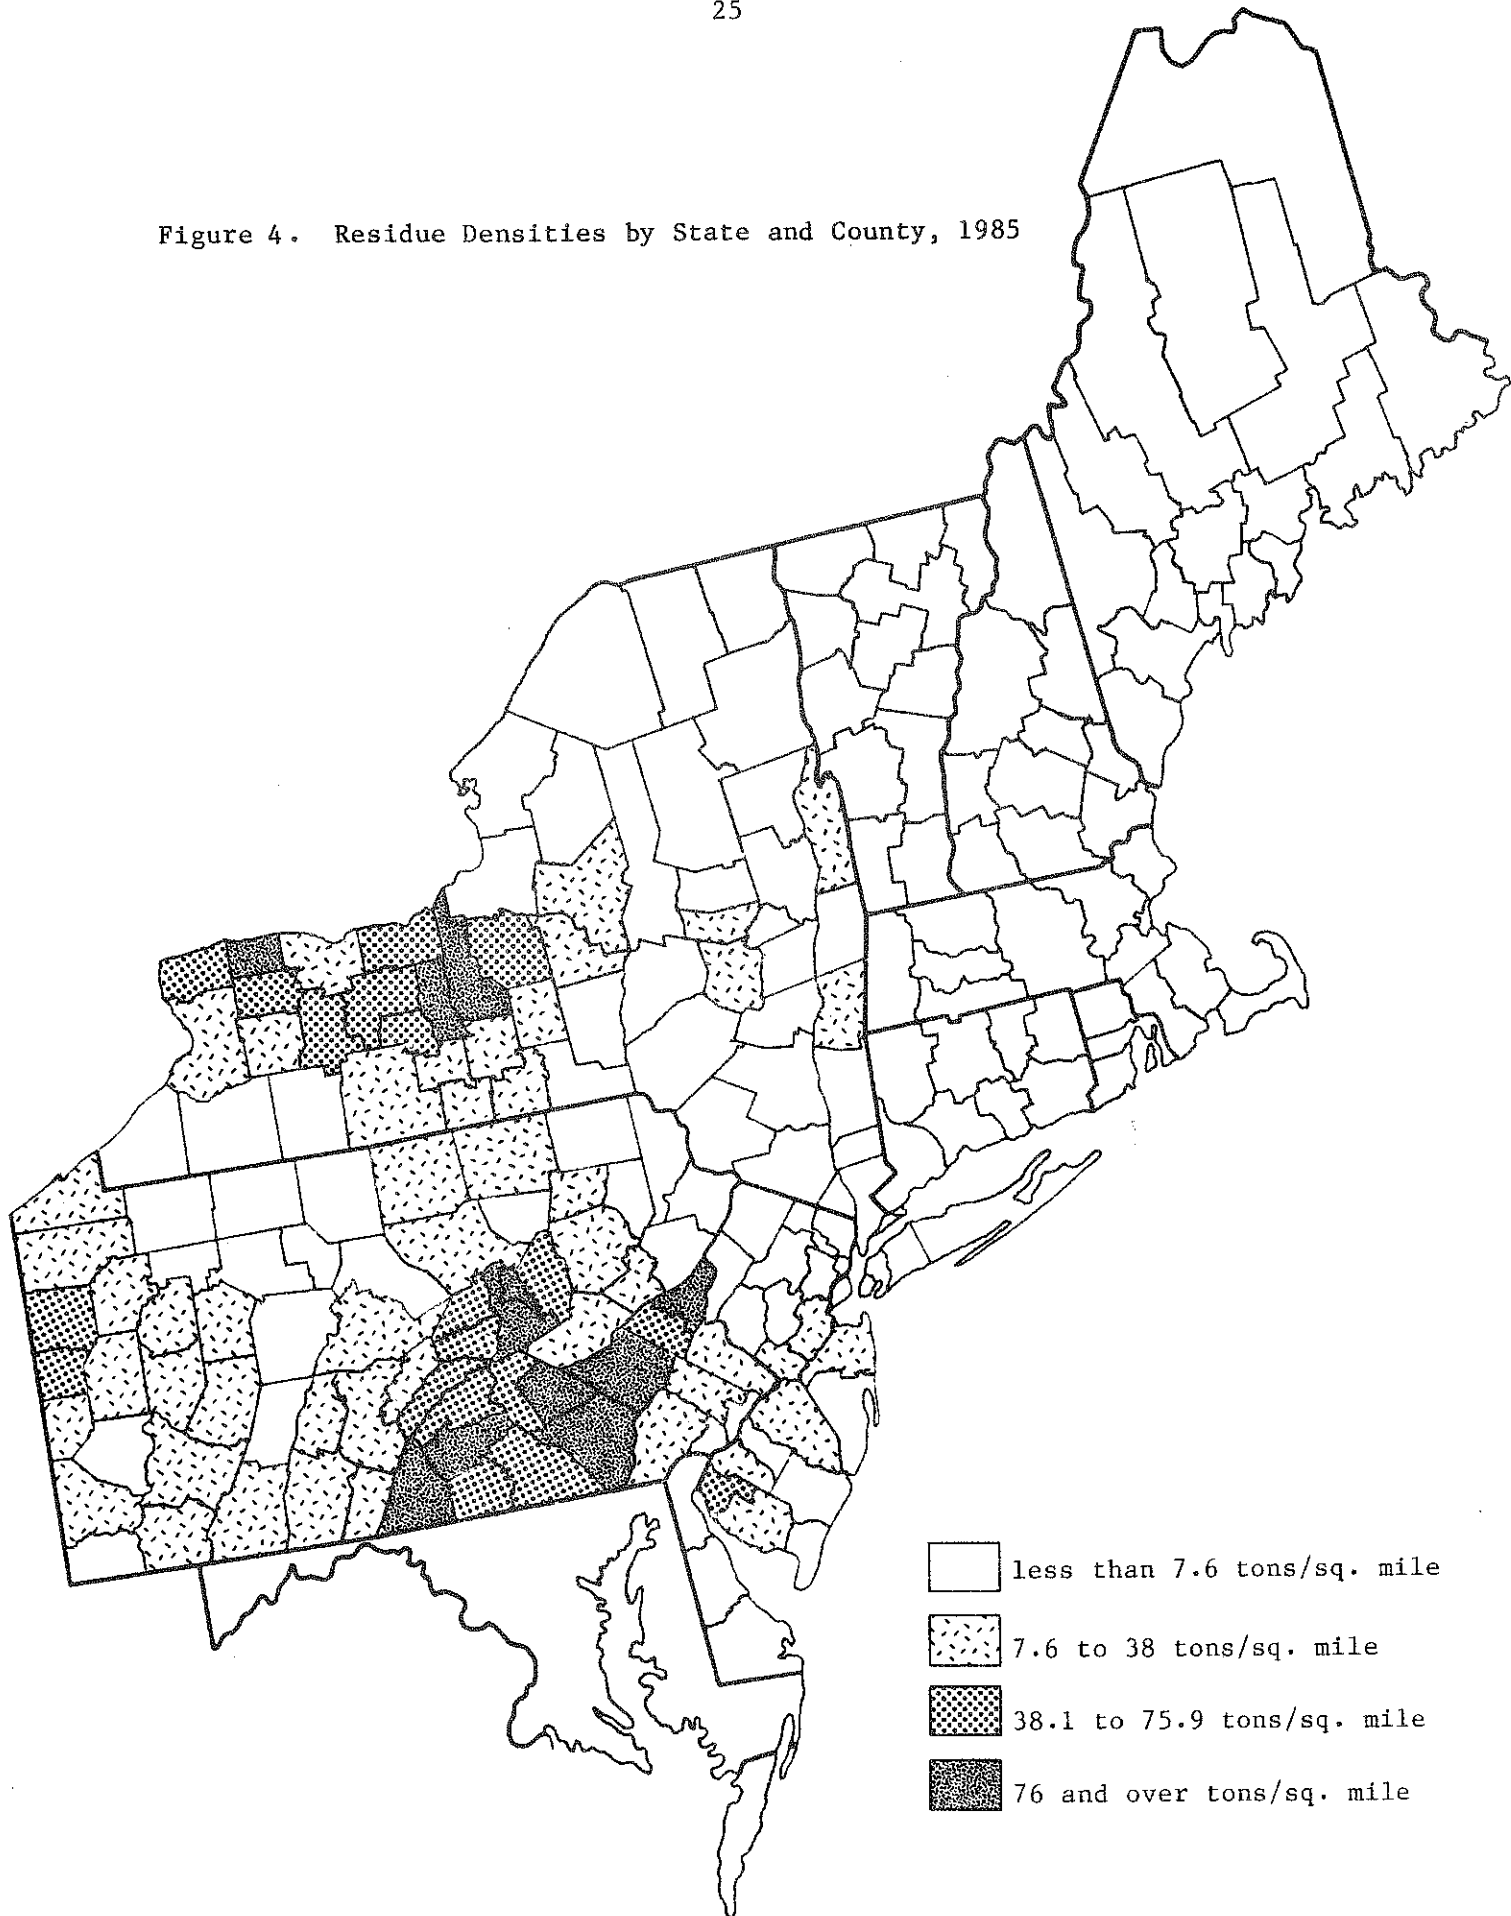 25
Figure 4. Residue Densities by State and County, 1985
less than 7.6 tons/sq. mile
7.6 to 38 tons/sq. mile
38.1 to 75.9 tons/sq. mile
76 and over tons/sq. mile